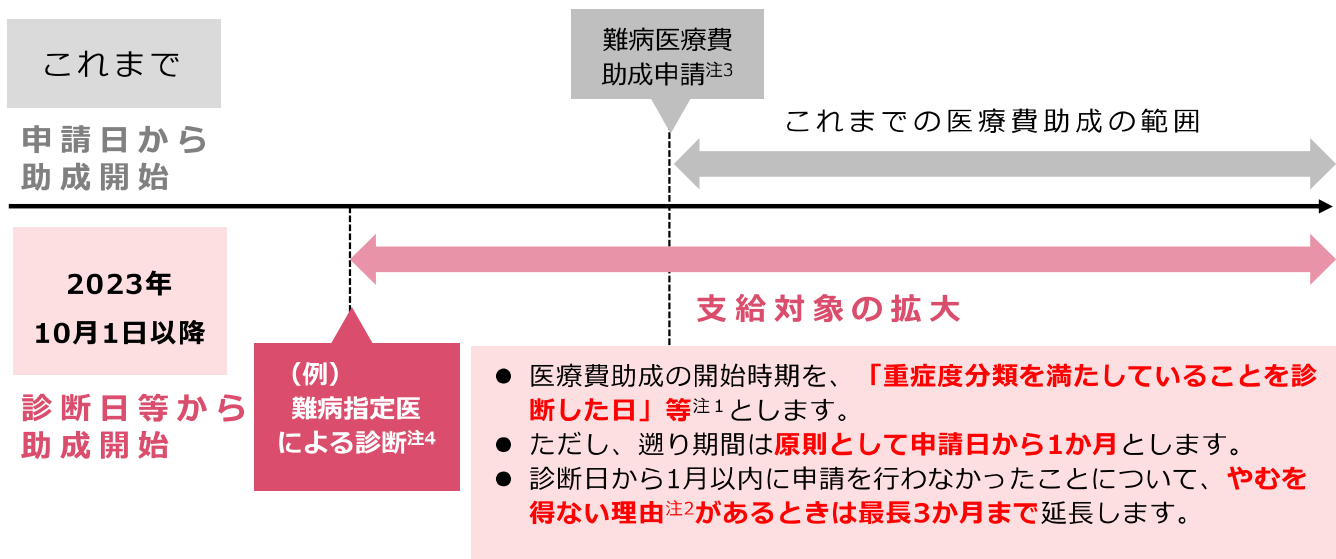 これまで
申請日から
助成開始
難病医療費
助成申請注3
これまでの医療費助成の範囲
2023年
10月1日以降
診断日等から
助成開始
支給対象の拡大
（例）
難病指定医
による診断注4
● 医療費助成の開始時期を、「重症度分類を満たしていることを診
断した日」等注１とします。
● ただし、遡り期間は原則として申請日から1か月とします。
● 診断日から1月以内に申請を行わなかったことについて、やむを
得ない理由注2があるときは最長3か月まで延長します。